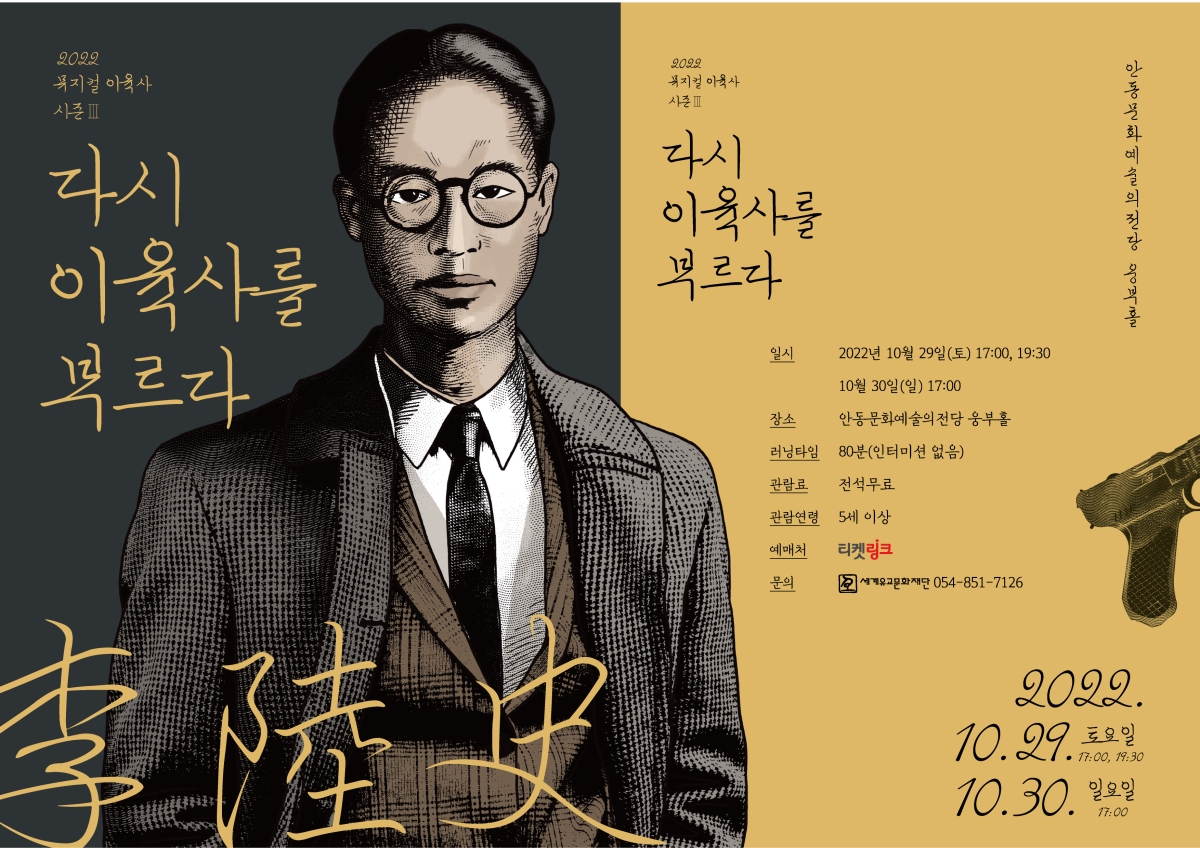 2022
뮤지컬 이육사
시즌 Ⅲ
다시
이육사를
부르다
李陸史
2022
뮤지컬 이육사
시즌 Ⅲ
다시
이육사를
부르다
안동문화예술의전당 웅부홀
일시 2022년 10월 29일(토) 17:00, 19:30
10월 30일(일) 17:00
장소 안동문화예술의전당 웅부홀
러닝타임 80분(인터미션 없음)
관람료 전석무료
관람연령 5세 이상
예매처 티켓링크
문의 세계유교문화재단 054-851-7126
2022.
10.29. 토요일
17:00, 19:30
10.30. 일요일
17:00